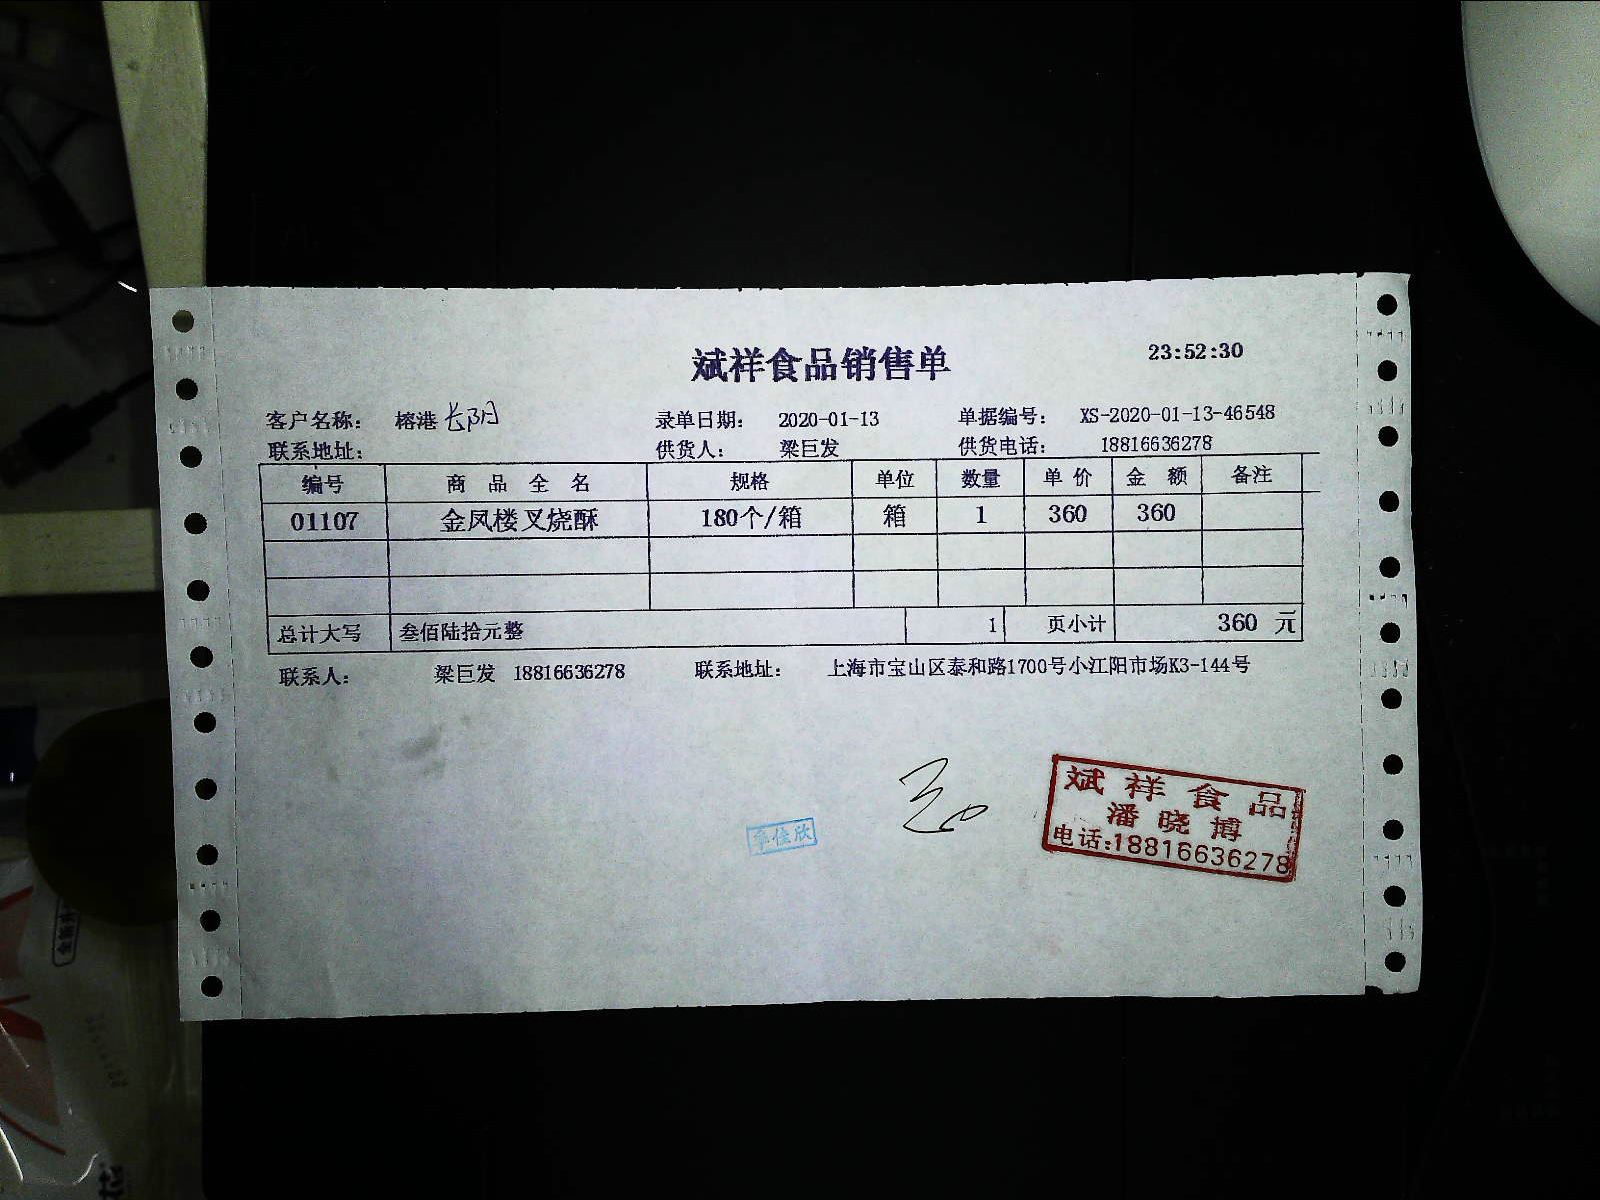 斌祥食品销售单 23:52:30
客户名称: 榕港 长阳 录单日期: 2020-01-13 单据编号: XS-2020-01-13-46548
联系地址: 供货人: 梁巨发 供货电话: 18816636278
编号 商品全名 规格 单位 数量 单价 金额 备注
01107 金凤楼叉烧酥 180个/箱 箱 1 360 360
总计大写 叁佰陆拾元整 1 页小计 360 元
联系人: 梁巨发 18816636278 联系地址: 上海市宝山区泰和路1700号小江阳市场K3-144号
斌祥食品
潘晓博
电话:18816636278
李佳欣